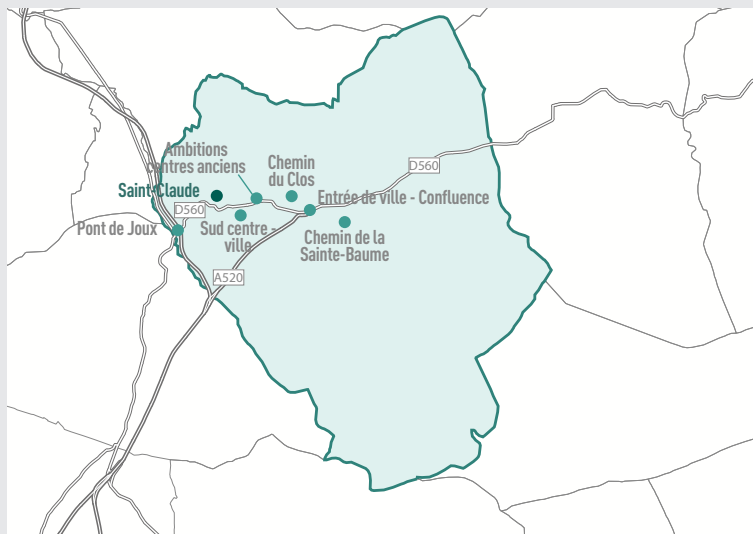 Ambitions
centres anciens
Chemin
du Clos
D560
Saint-Claude
Entrée de ville - Confluence
D560
Pont de Joux
Sud centre -
ville
Chemin de la
Sainte-Baume
A520